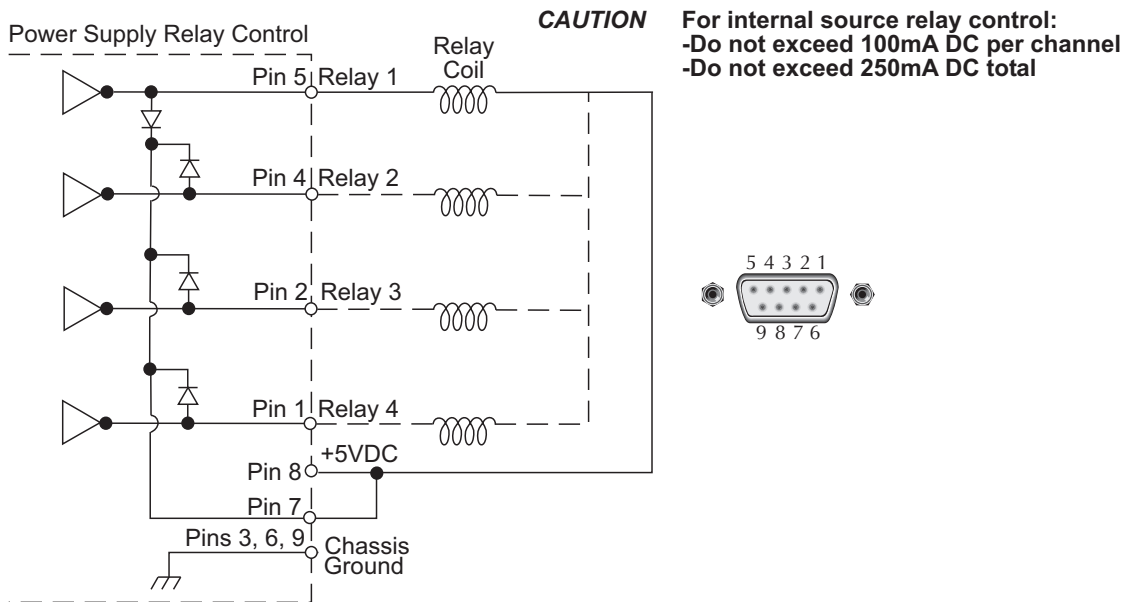 Power Supply Relay Control
CAUTION
For internal source relay control:
-Do not exceed 100mA DC per channel
-Do not exceed 250mA DC total
Relay
Coil
Pin 5 Relay 1
Pin 4 Relay 2
Pin 2 Relay 3
Pin 1 Relay 4
+5VDC
Pin 8
Pin 7
Pins 3, 6, 9
Chassis
Ground
5 4 3 2 1
9 8 7 6